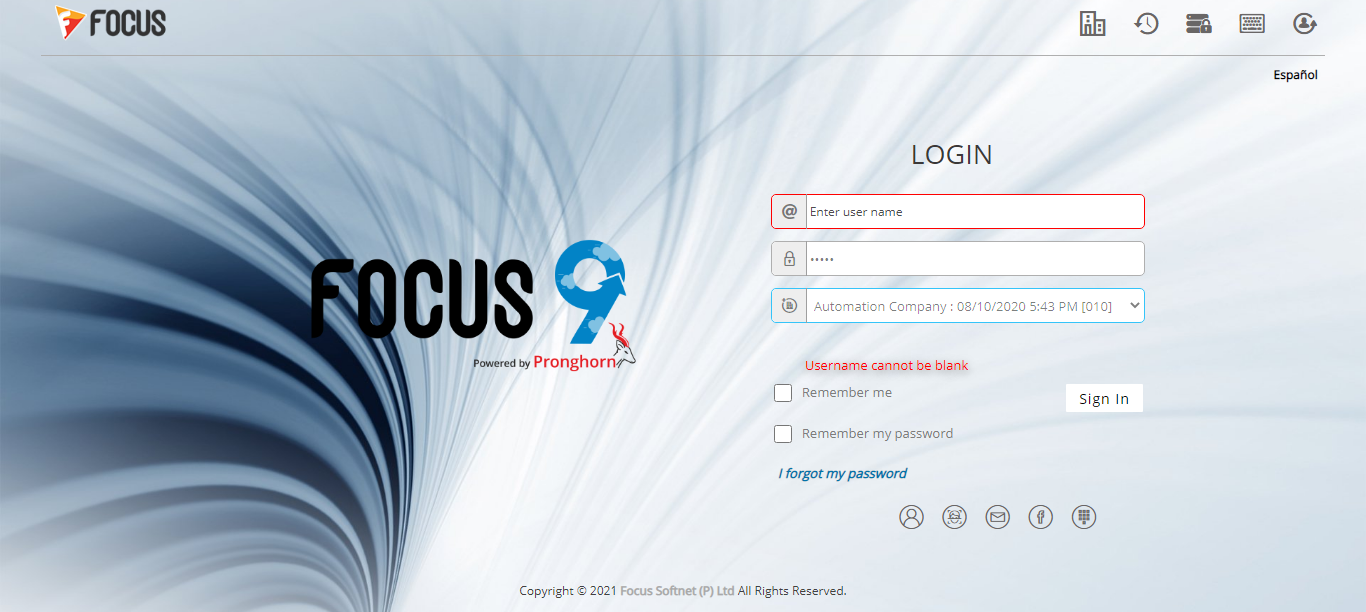 FOCUS
Español
LOGIN
@ Enter user name
•••••
Automation Company : 08/10/2020 5:43 PM [010]
FOCUS 9
Powered by Pronghorn
Username cannot be blank
Remember me
Sign In
Remember my password
I forgot my password
Copyright © 2021 Focus Softnet (P) Ltd All Rights Reserved.